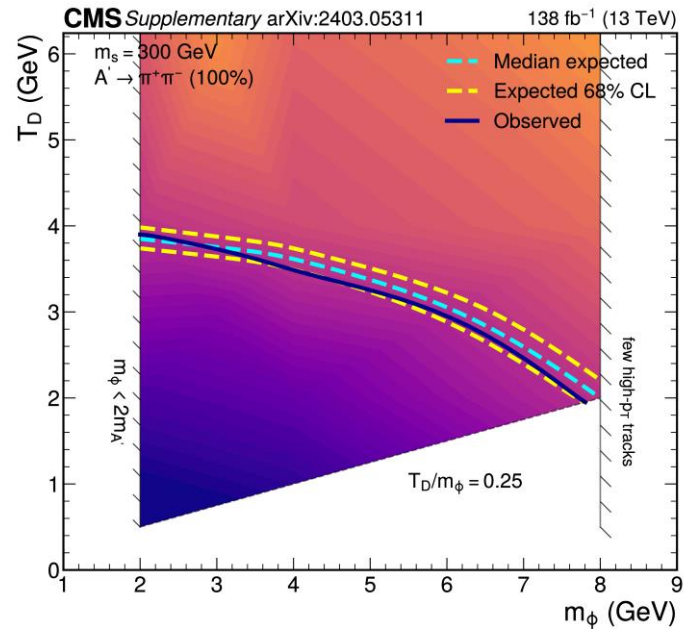 CMS Supplementary arXiv:2403.05311 138 fb⁻¹ (13 TeV)
mₛ = 300 GeV
A' → π⁺π⁻ (100%)
Median expected
Expected 68% CL
Observed
T_D (GeV)
6
5
4
3
2
1
0
m_ϕ < 2m_A'
few high-p_T tracks
T_D/m_ϕ = 0.25
1 2 3 4 5 6 7 8 9
m_ϕ (GeV)